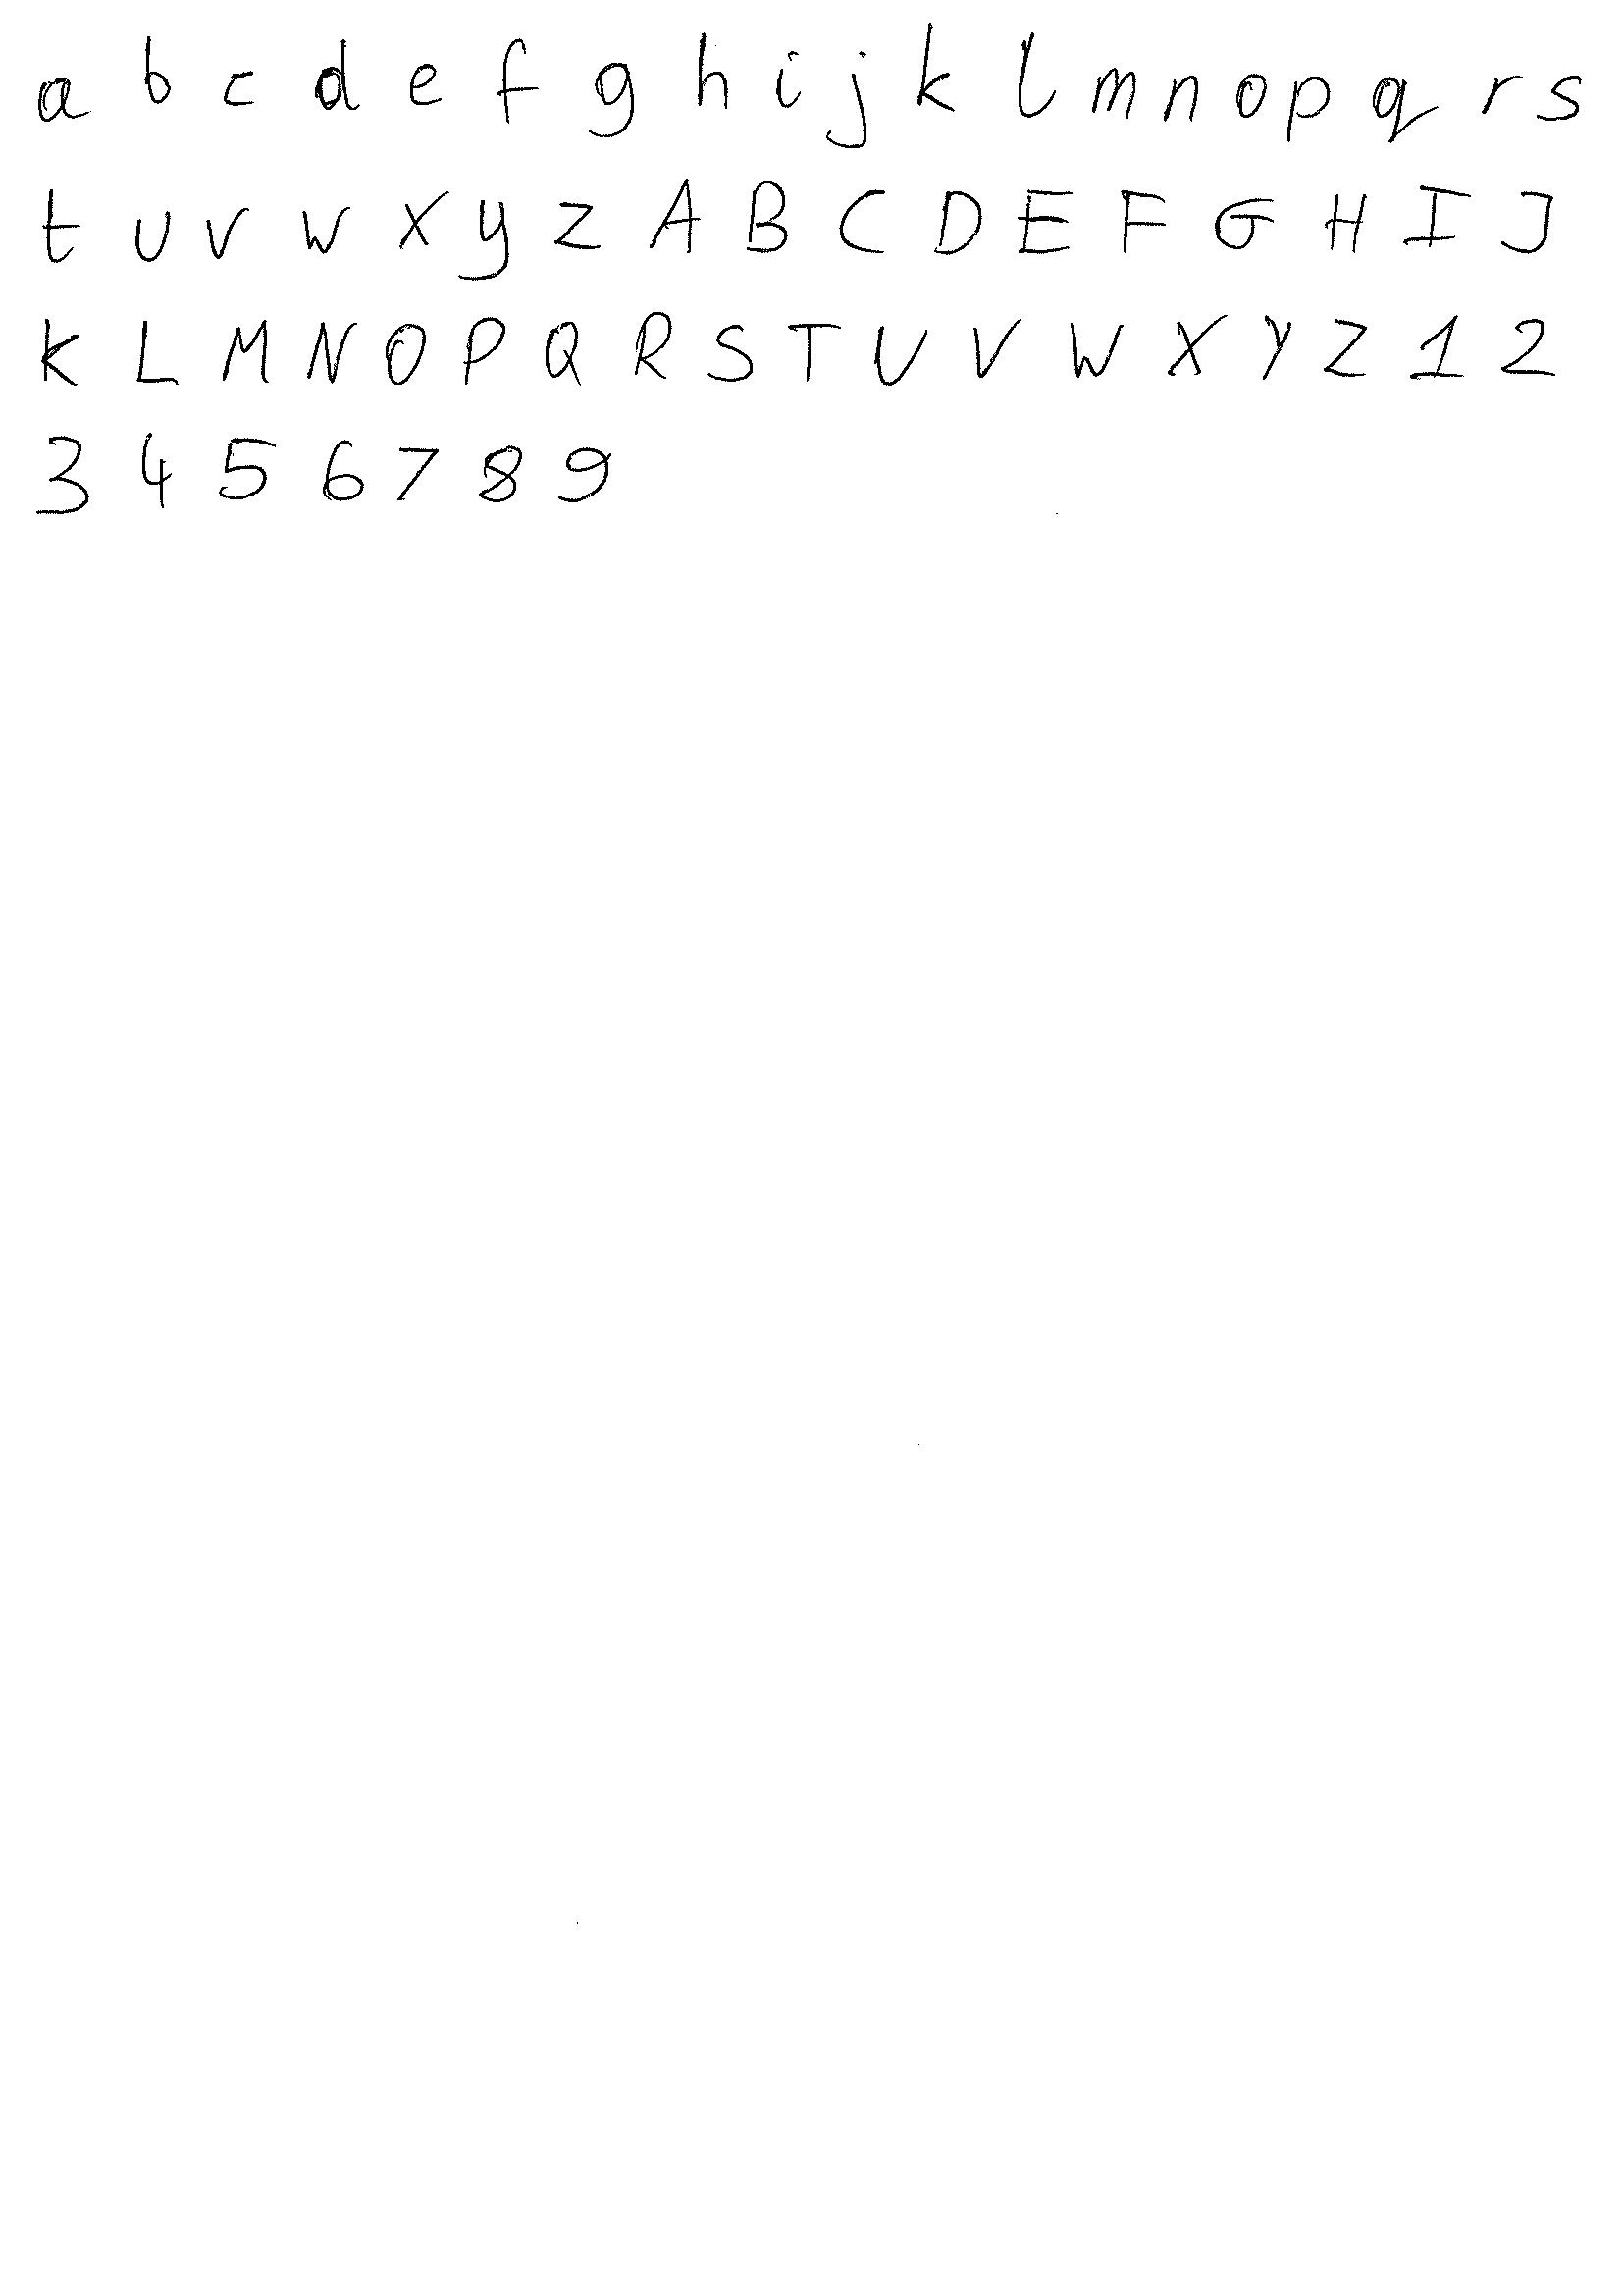 a b c d e f g h i j k l m n o p q r s
t u v w x y z A B C D E F G H I J
K L M N O P Q R S T U V W X Y Z 1 2
3 4 5 6 7 8 9